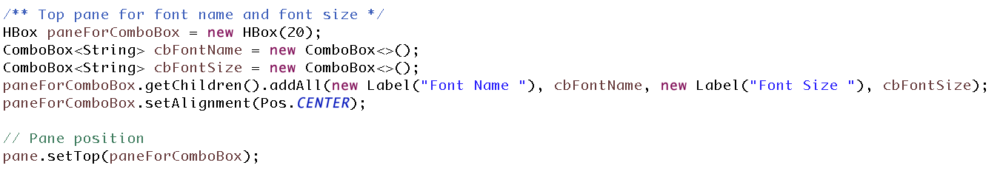 /** Top pane for font name and font size */
HBox paneForComboBox = new HBox(20);
ComboBox<String> cbFontName = new ComboBox<>();
ComboBox<String> cbFontSize = new ComboBox<>();
paneForComboBox.getChildren().addAll(new Label("Font Name "), cbFontName, new Label("Font Size "), cbFontSize);
paneForComboBox.setAlignment(Pos.CENTER);
// Pane position
pane.setTop(paneForComboBox);